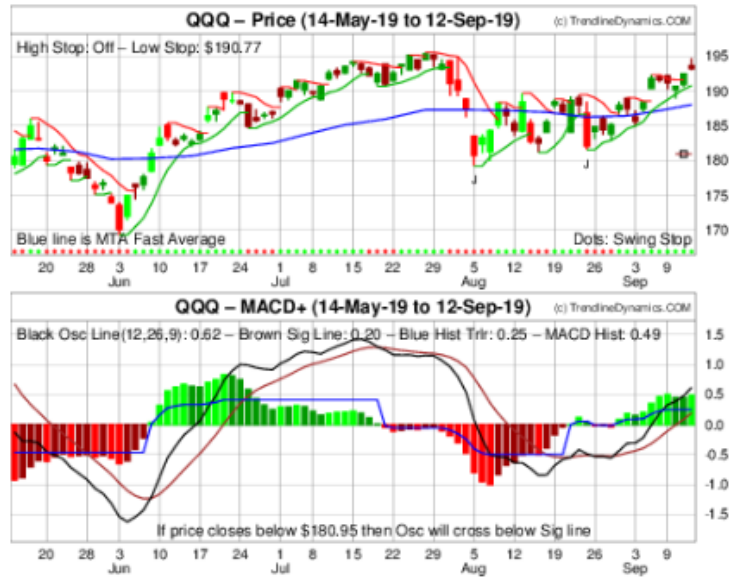 QQQ – Price (14-May-19 to 12-Sep-19) (c) TrendlineDynamics.COM
High Stop: Off – Low Stop: $190.77
195
190
185
180
175
170
Blue line is MTA Fast Average Dots: Swing Stop
20 28 3 10 17 24 1 8 15 22 29 5 12 19 26 3 9
Jun Jul Aug Sep
QQQ – MACD+ (14-May-19 to 12-Sep-19) (c) TrendlineDynamics.COM
Black Osc Line(12,26,9): 0.62 – Brown Sig Line: 0.20 – Blue Hist Trlr: 0.25 – MACD Hist: 0.49
1.5
1.0
0.5
0.0
-0.5
-1.0
-1.5
If price closes below $180.95 then Osc will cross below Sig line
20 28 3 10 17 24 1 8 15 22 29 5 12 19 26 3 9
Jun Jul Aug Sep